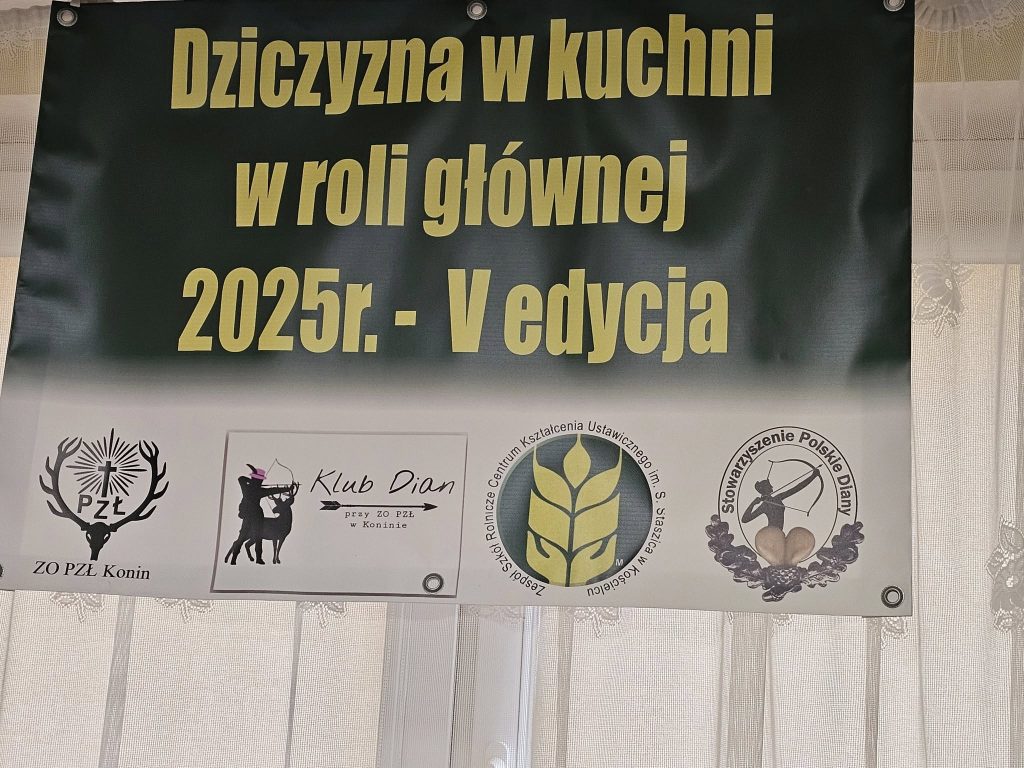 Dziczyzna w kuchni
w roli głównej
2025r. - V edycja
PZŁ
ZO PZŁ Konin
Klub Dian
przy ZO PZŁ
w Koninie
Zespół Szkół Rolnicze Centrum Kształcenia Ustawicznego im. S. Staszica w Kościelcu
M
Stowarzyszenie Polskie Diany